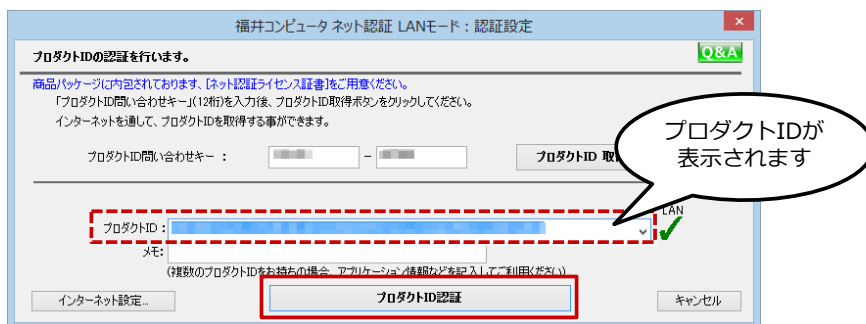 福井コンピュータ ネット認証 LANモード：認証設定
プロダクトIDの認証を行います。
Q&A
商品パッケージに内包されております、[ネット認証ライセンス証書]をご用意ください。
「プロダクトID問い合わせキー」(12桁)を入力後、プロダクトID取得ボタンをクリックしてください。
インターネットを通して、プロダクトIDを取得する事ができます。
プロダクトIDが
表示されます
プロダクトID問い合わせキー： －
プロダクトID 取
LAN
プロダクトID：
メモ：
(複数のプロダクトIDをお持ちの場合、アプリケーション情報などを記入してご利用ください)
インターネット設定...
プロダクトID認証
キャンセル